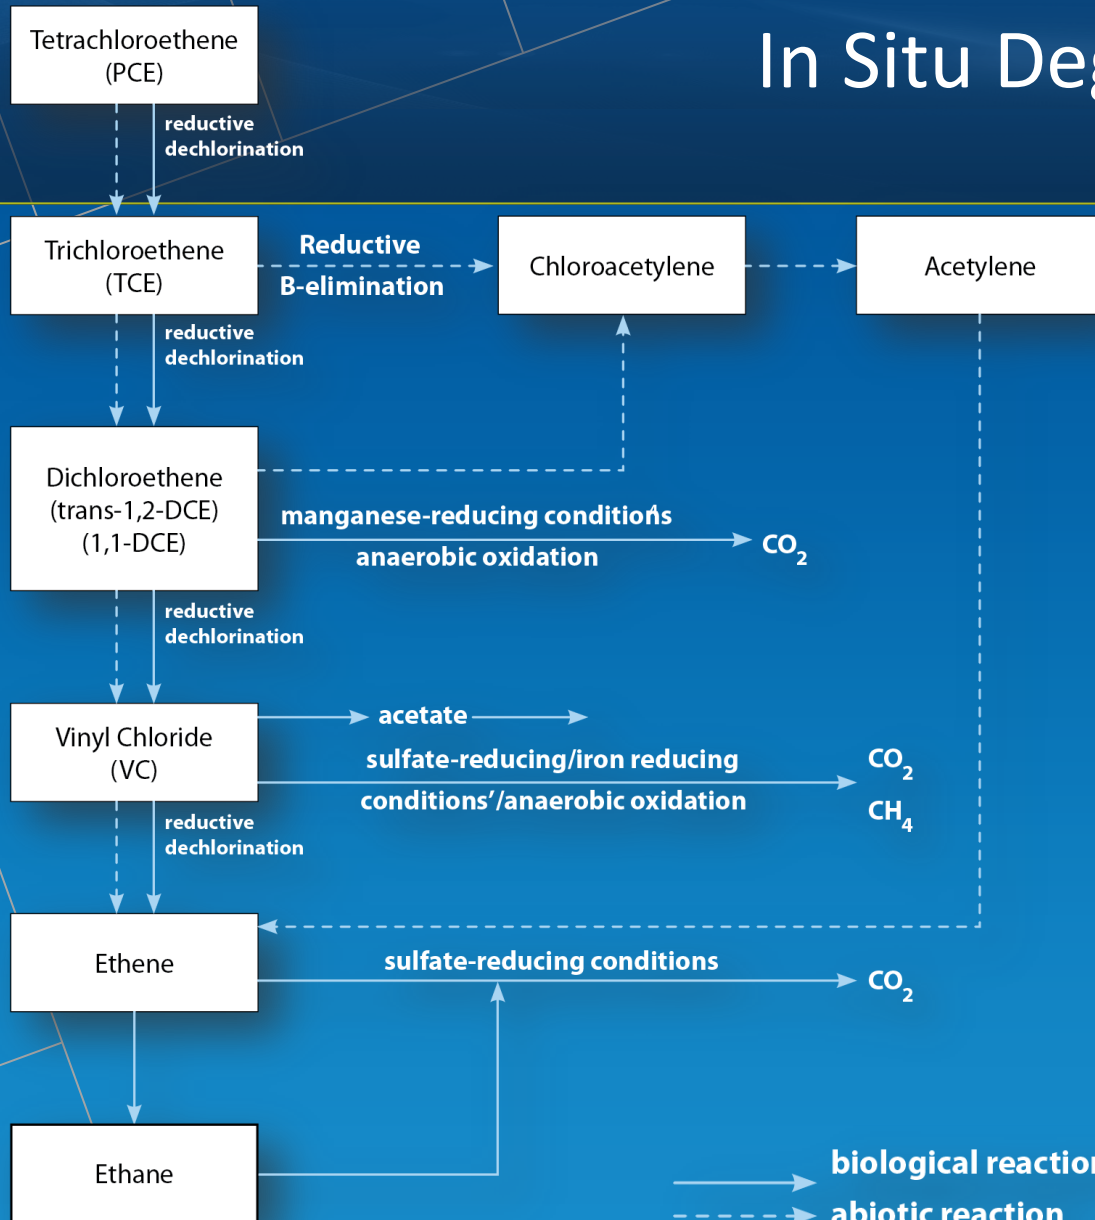 In Situ De
Tetrachloroethene
(PCE)
reductive
dechlorination
Trichloroethene
(TCE)
Reductive
B-elimination
Chloroacetylene
Acetylene
reductive
dechlorination
Dichloroethene
(trans-1,2-DCE)
(1,1-DCE)
manganese-reducing conditions
anaerobic oxidation
CO2
reductive
dechlorination
Vinyl Chloride
(VC)
acetate
sulfate-reducing/iron reducing
conditions’/anaerobic oxidation
CO2
CH4
reductive
dechlorination
Ethene
sulfate-reducing conditions
CO2
Ethane
biological reaction
abiotic reaction